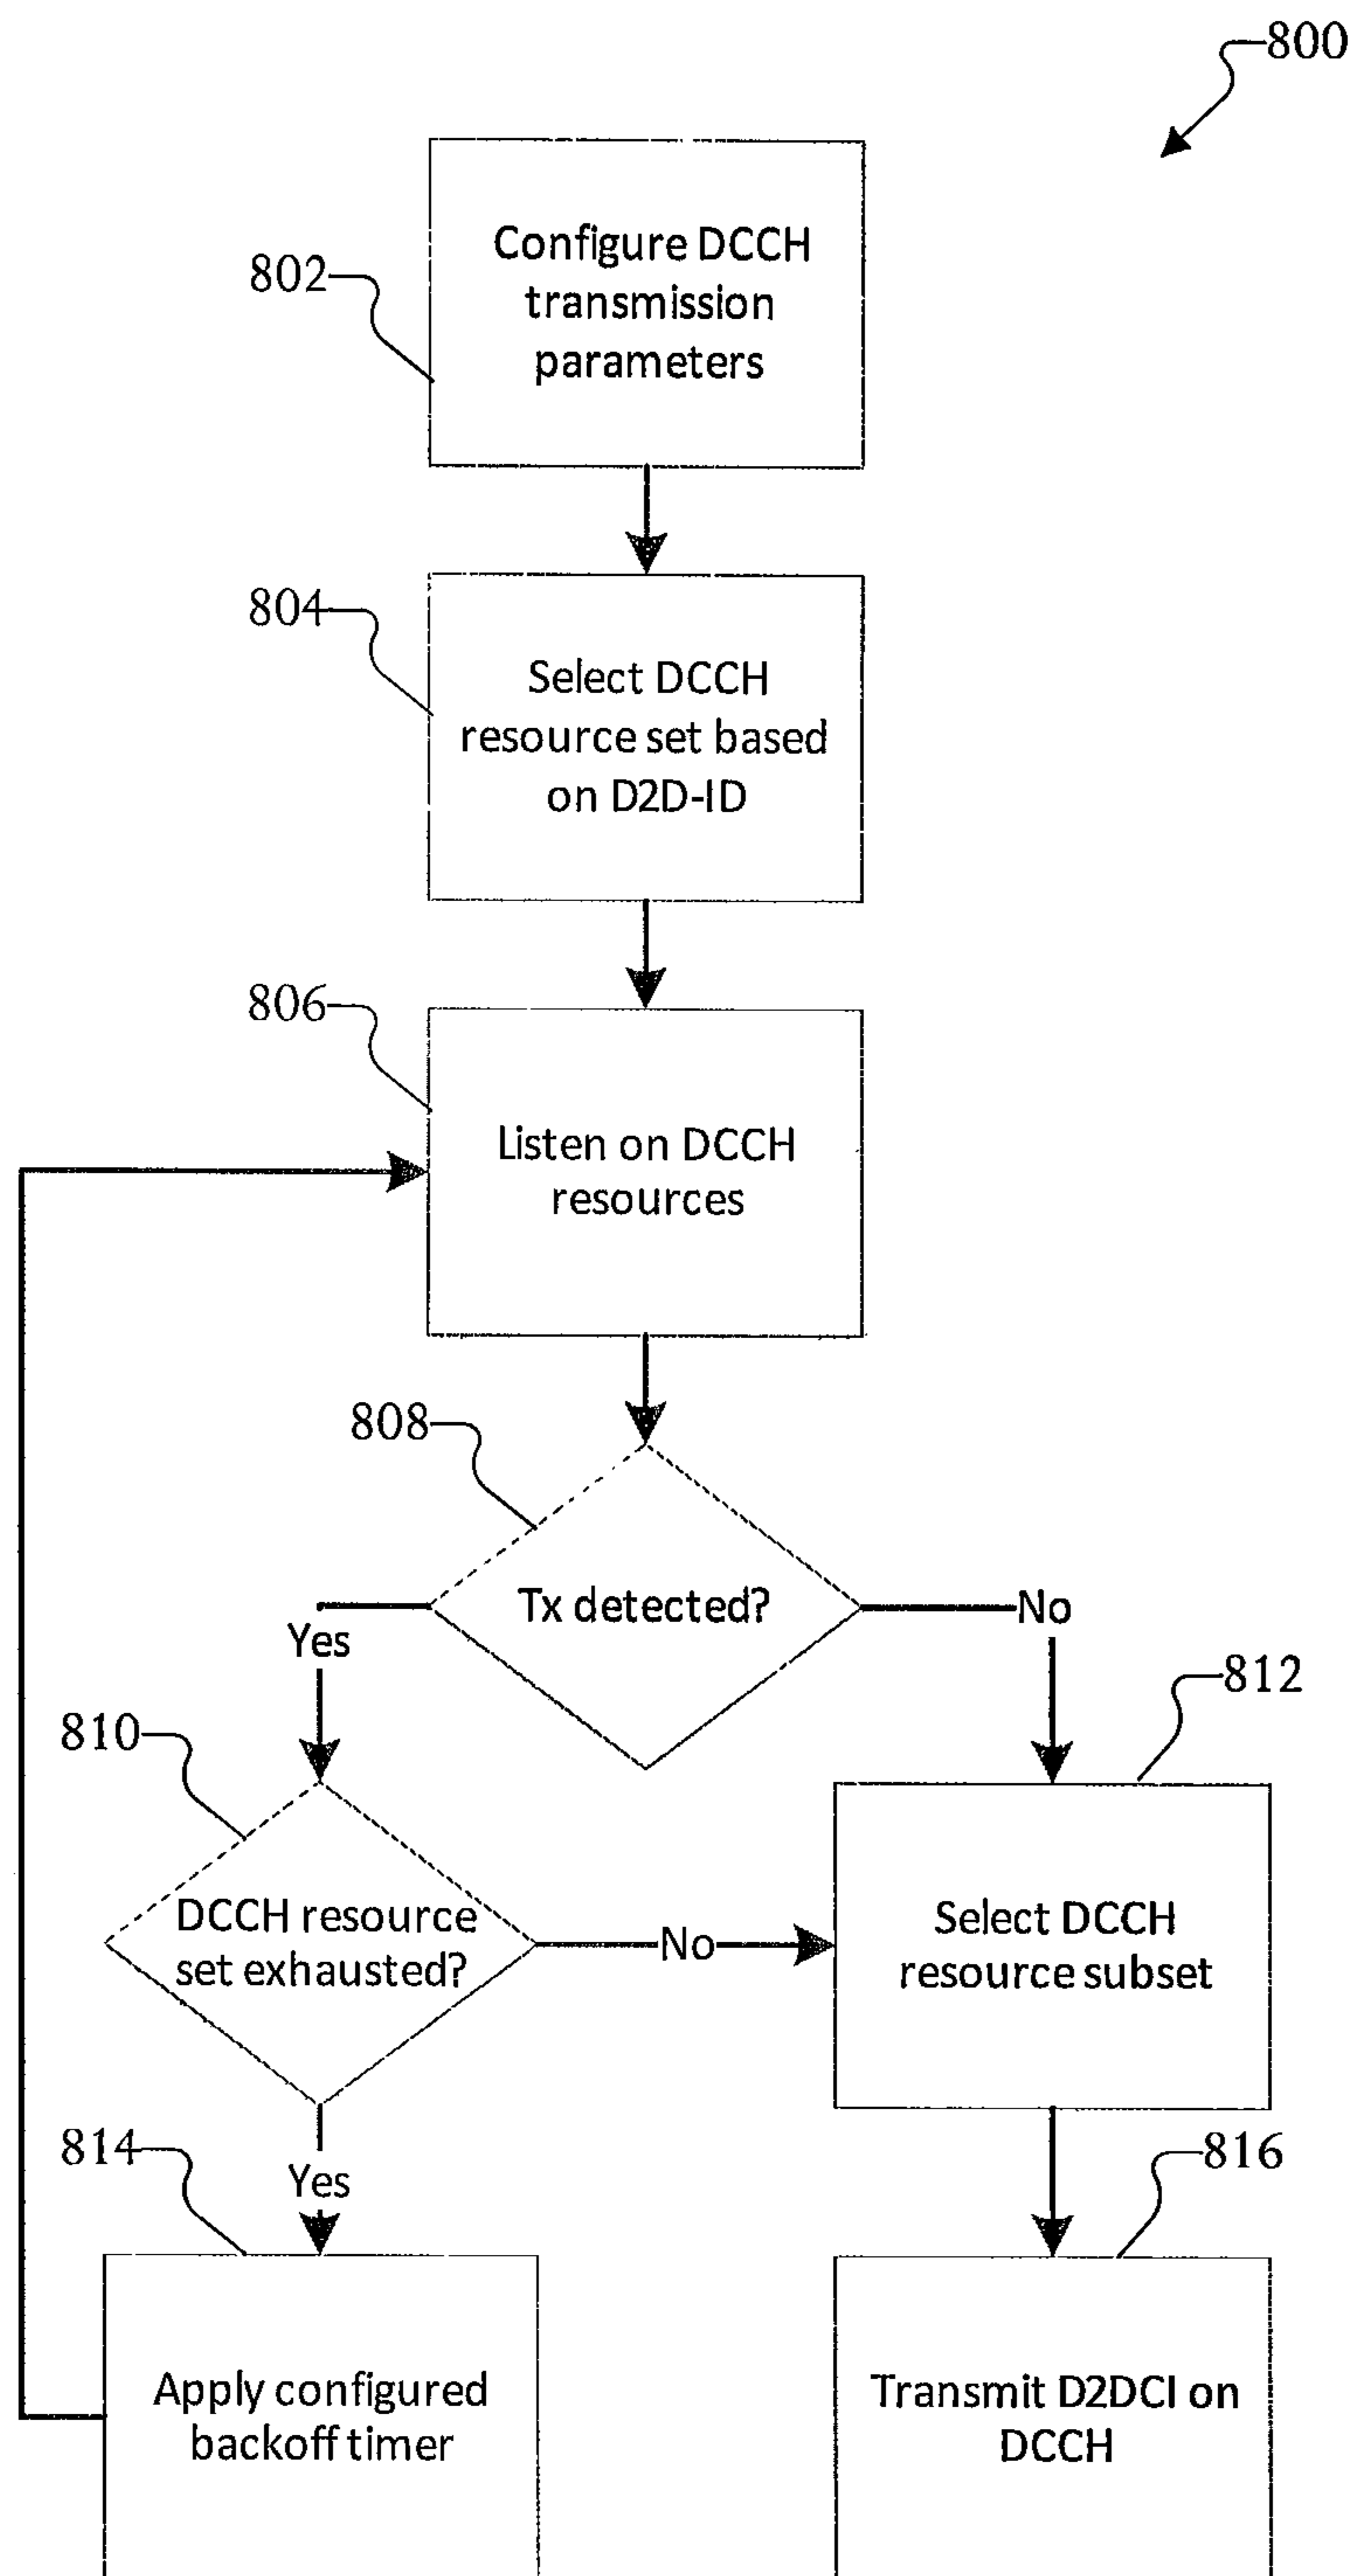 800
802
Configure DCCH
transmission
parameters
804
Select DCCH
resource set based
on D2D-ID
806
Listen on DCCH
resources
808
Tx detected?
Yes
No
810
812
DCCH resource
set exhausted?
No
Select DCCH
resource subset
Yes
814
816
Apply configured
backoff timer
Transmit D2DCI on
DCCH